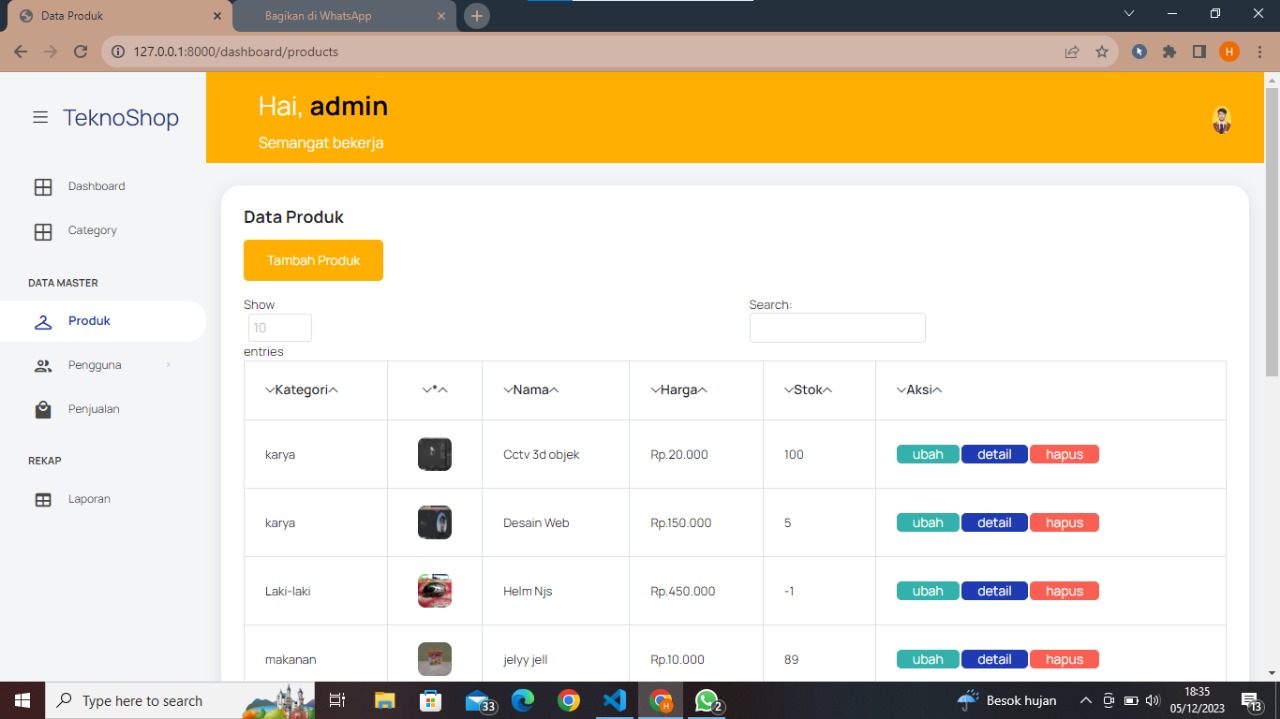 Data Produk
Bagikan di WhatsApp
127.0.0.1:8000/dashboard/products
H
TeknoShop
Hai, admin
Semangat bekerja
Dashboard
Category
DATA MASTER
Produk
Pengguna
Penjualan
REKAP
Laporan
Data Produk
Tambah Produk
Show
10
entries
Search:
Kategori * Nama Harga Stok Aksi
karya Cctv 3d objek Rp.20.000 100 ubah detail hapus
karya Desain Web Rp.150.000 5 ubah detail hapus
Laki-laki Helm Njs Rp.450.000 -1 ubah detail hapus
makanan jelyy jell Rp.10.000 89 ubah detail hapus
Type here to search
33
H
2
Besok hujan
18:35
05/12/2023
13